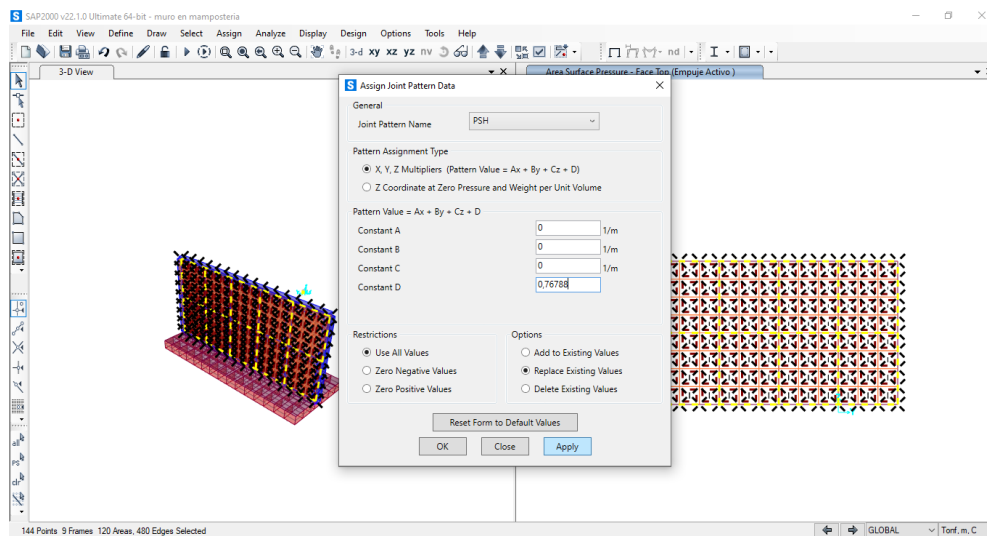 SAP2000 v22.1.0 Ultimate 64-bit - muro en mamposteria
File Edit View Define Draw Select Assign Analyze Display Design Options Tools Help
3-d xy xz yz nv nd
3-D View
Area Surface Pressure - Face Top (Empuje Activo )
Assign Joint Pattern Data
General
Joint Pattern Name PSH
Pattern Assignment Type
X, Y, Z Multipliers (Pattern Value = Ax + By + Cz + D)
Z Coordinate at Zero Pressure and Weight per Unit Volume
Pattern Value = Ax + By + Cz + D
Constant A 0 1/m
Constant B 0 1/m
Constant C 0 1/m
Constant D 0,76788
Restrictions
Options
Use All Values
Add to Existing Values
Zero Negative Values
Replace Existing Values
Zero Positive Values
Delete Existing Values
Reset Form to Default Values
OK Close Apply
all
ps
clr
144 Points 9 Frames 120 Areas, 480 Edges Selected
GLOBAL
Tonf, m, C